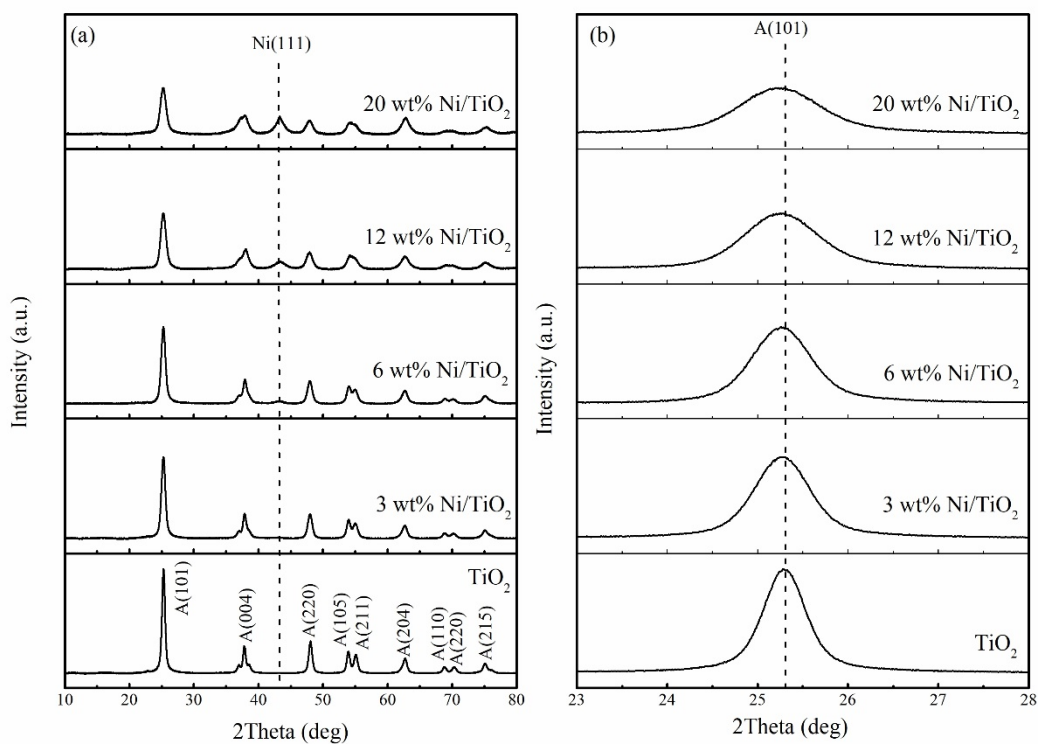 (a)
Ni(111)
20 wt% Ni/TiO₂
12 wt% Ni/TiO₂
6 wt% Ni/TiO₂
3 wt% Ni/TiO₂
TiO₂
A(101)
A(004)
A(220)
A(105)
A(211)
A(204)
A(110)
A(220)
A(215)
10 20 30 40 50 60 70 80
2Theta (deg)
Intensity (a.u.)
(b)
A(101)
20 wt% Ni/TiO₂
12 wt% Ni/TiO₂
6 wt% Ni/TiO₂
3 wt% Ni/TiO₂
TiO₂
23 24 25 26 27 28
2Theta (deg)
Intensity (a.u.)